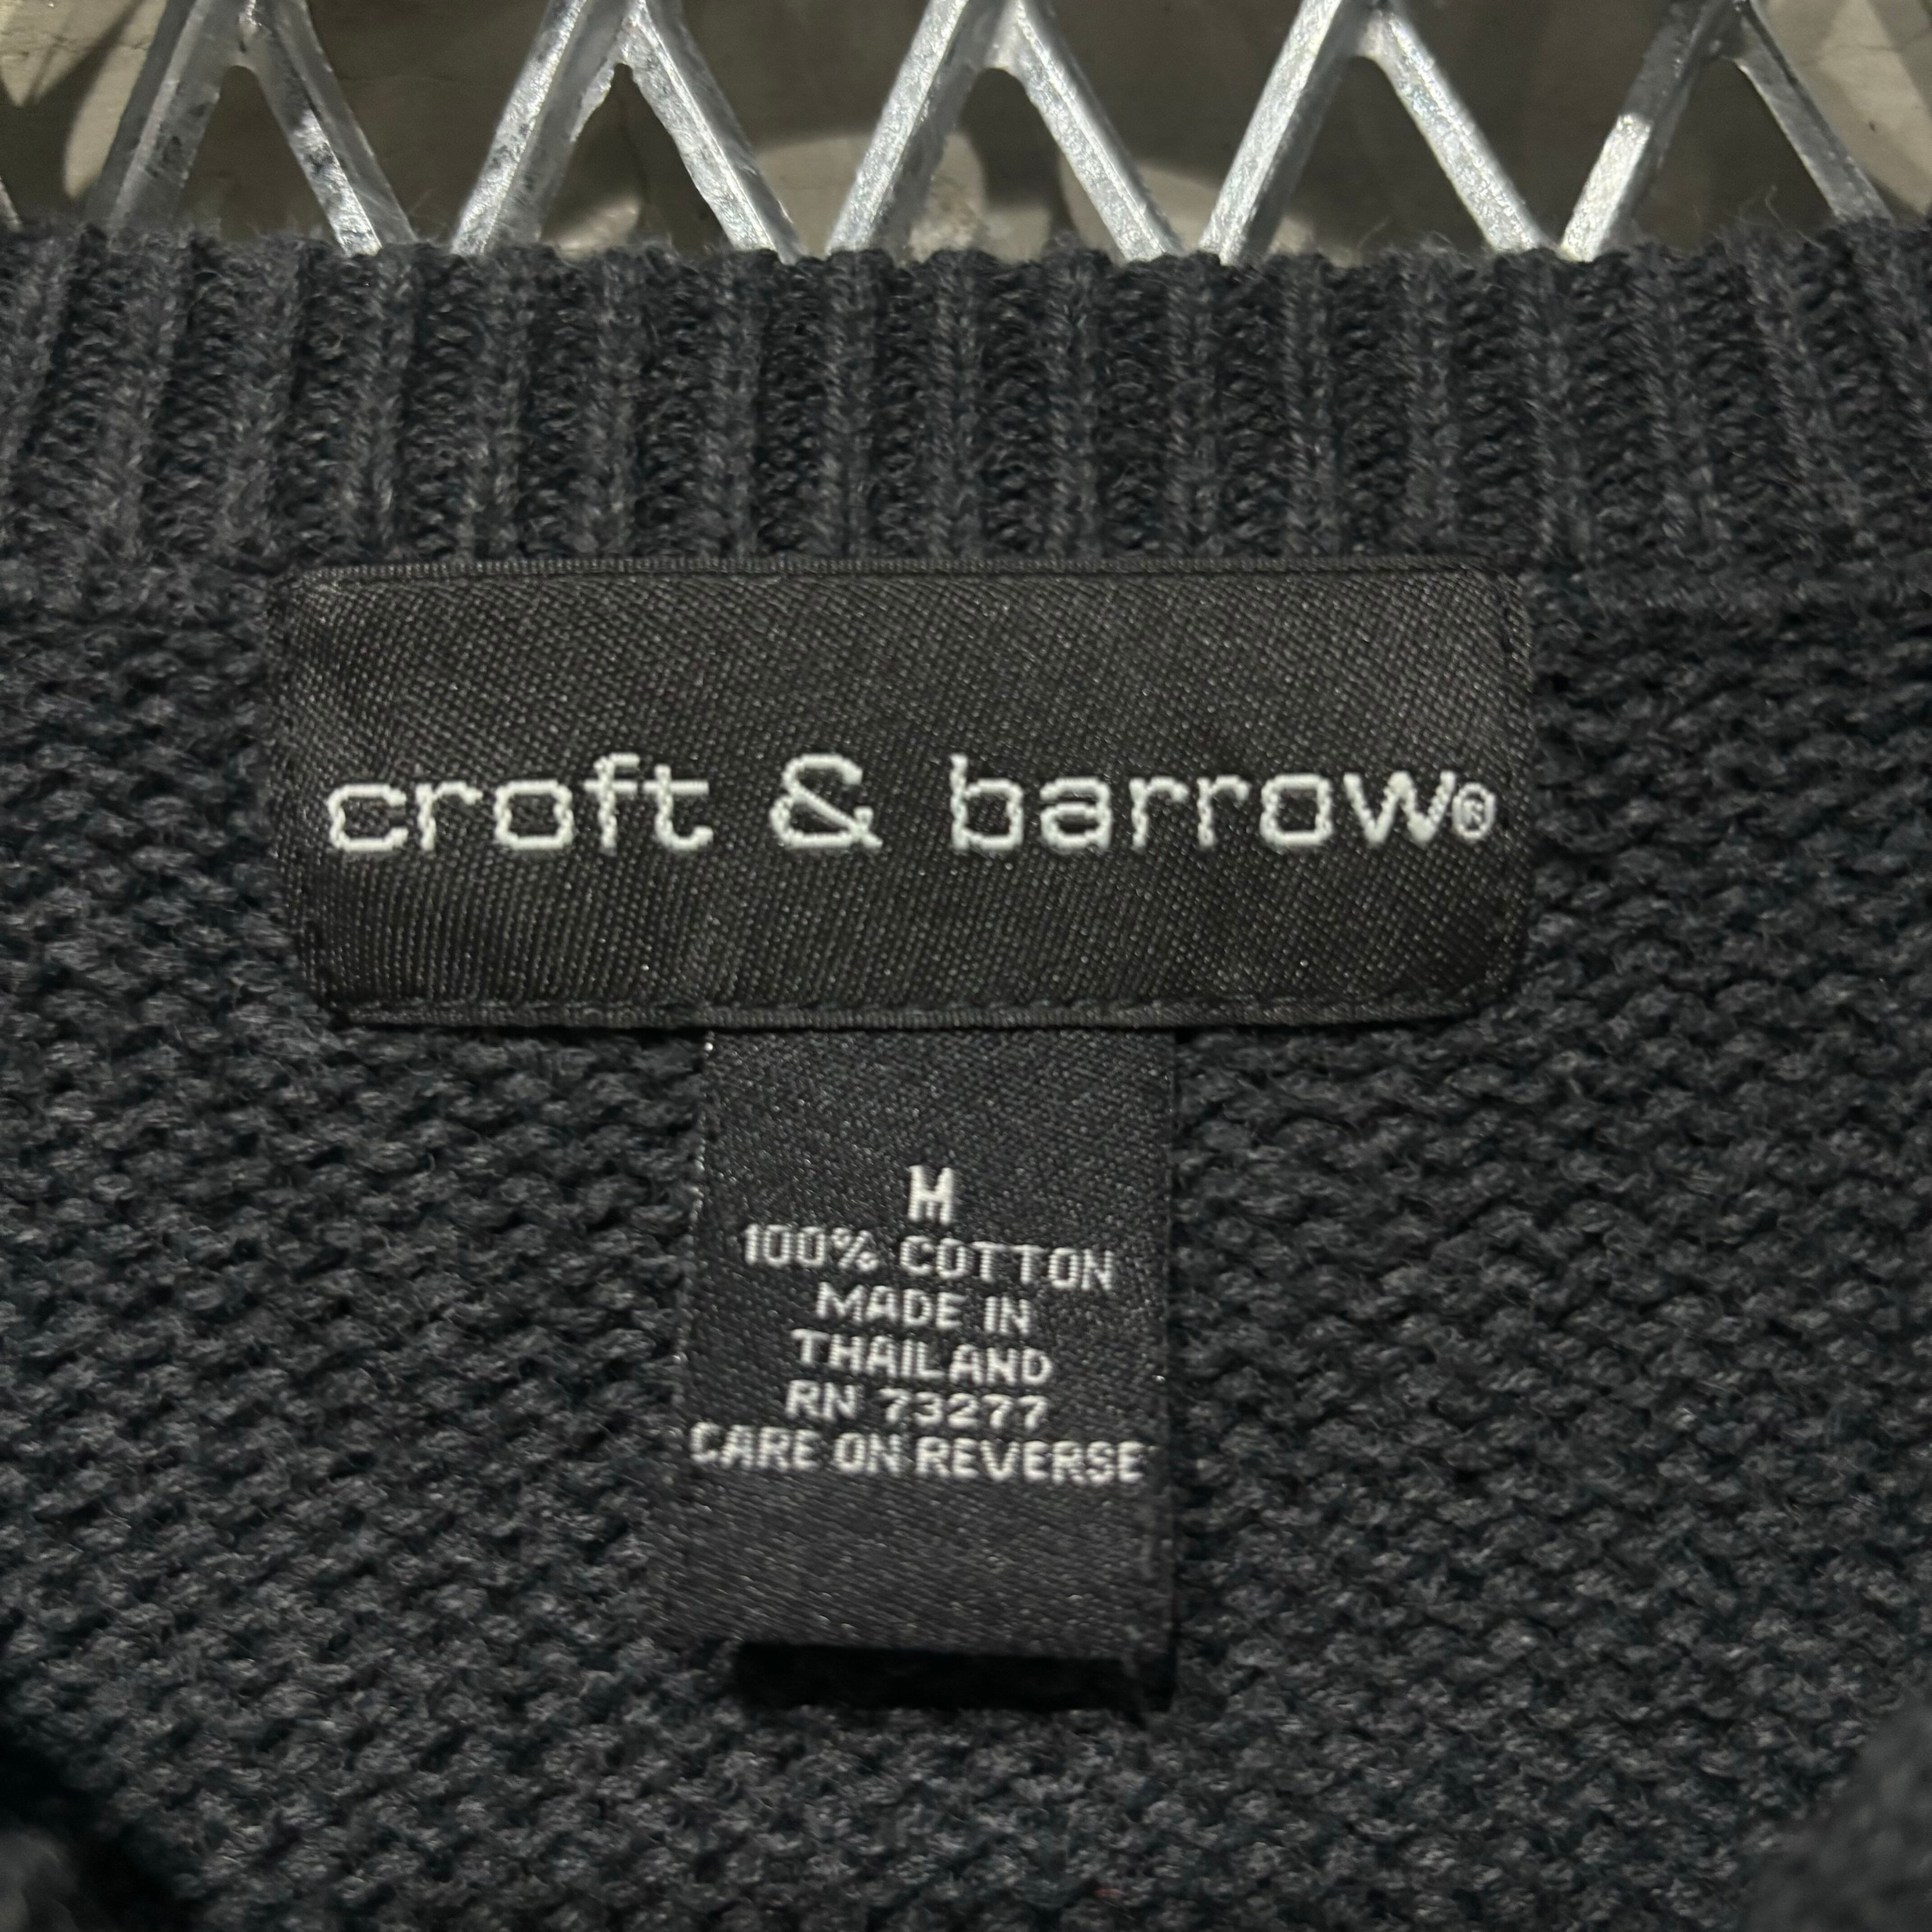 croft & barrow®
M
100% COTTON
MADE IN
THAILAND
RN 73277
CARE ON REVERSE